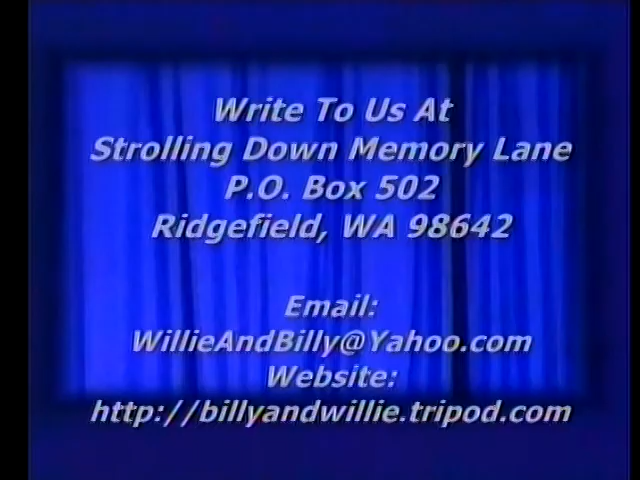 Write To Us At
Strolling Down Memory Lane
P.O. Box 502
Ridgefield, WA 98642
Email:
WillieAndBilly@Yahoo.com
Website:
http://billyandwillie.tripod.com